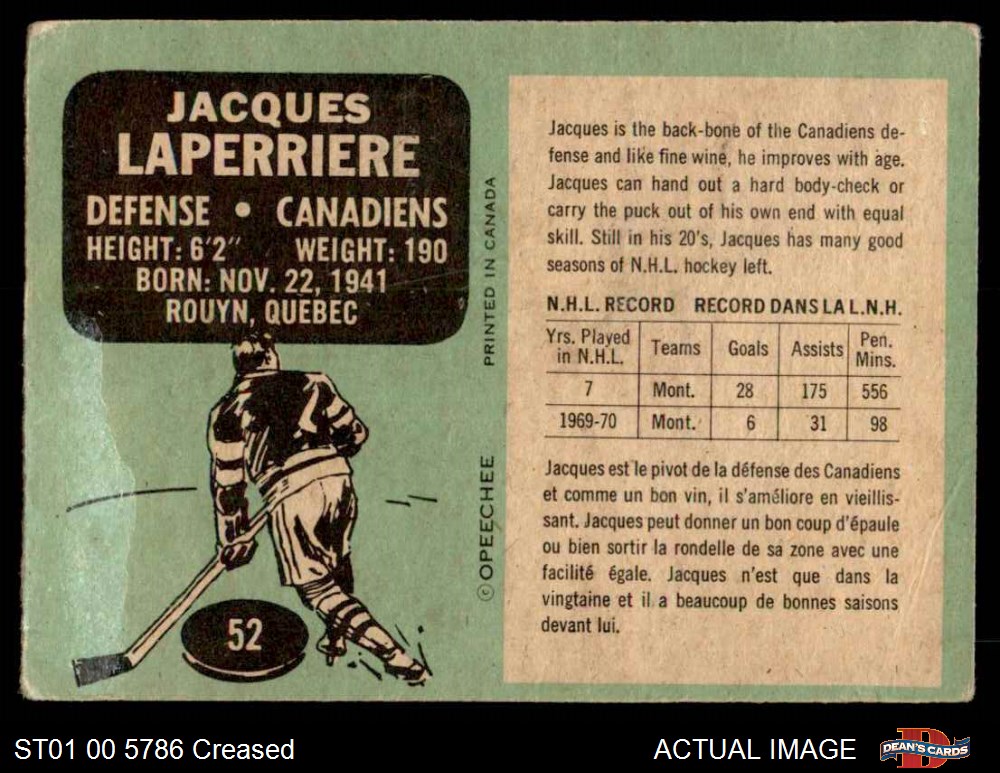 JACQUES
LAPERRIERE
DEFENSE • CANADIENS
HEIGHT: 6'2" WEIGHT: 190
BORN: NOV. 22, 1941
ROUYN, QUEBEC
52
© OPEECHEE
PRINTED IN CANADA
Jacques is the back-bone of the Canadiens de-
fense and like fine wine, he improves with age.
Jacques can hand out a hard body-check or
carry the puck out of his own end with equal
skill. Still in his 20's, Jacques has many good
seasons of N.H.L. hockey left.
N.H.L. RECORD RECORD DANS LA L.N.H.
Yrs. Played in N.H.L. Teams Goals Assists Pen. Mins.
7 Mont. 28 175 556
1969-70 Mont. 6 31 98
Jacques est le pivot de la défense des Canadiens
et comme un bon vin, il s'améliore en vieillis-
sant. Jacques peut donner un bon coup d'épaule
ou bien sortir la rondelle de sa zone avec une
facilité égale. Jacques n'est que dans la
vingtaine et il a beaucoup de bonnes saisons
devant lui.
ST01 00 5786 Creased
ACTUAL IMAGE
DEAN'S CARDS